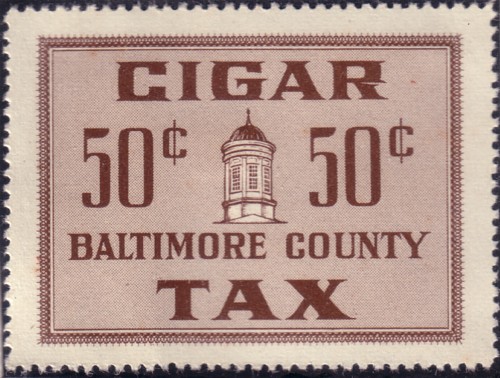 CIGAR
50¢ 50¢
BALTIMORE COUNTY
TAX